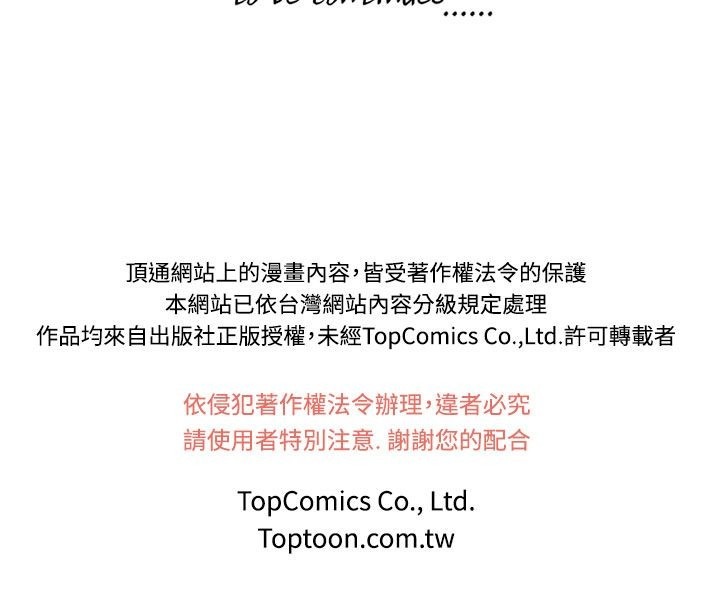 to be continued......
頂通網站上的漫畫內容，皆受著作權法令的保護
本網站已依台灣網站內容分級規定處理
作品均來自出版社正版授權，未經TopComics Co.,Ltd.許可轉載者
依侵犯著作權法令辦理，違者必究
請使用者特別注意. 謝謝您的配合
TopComics Co., Ltd.
Toptoon.com.tw